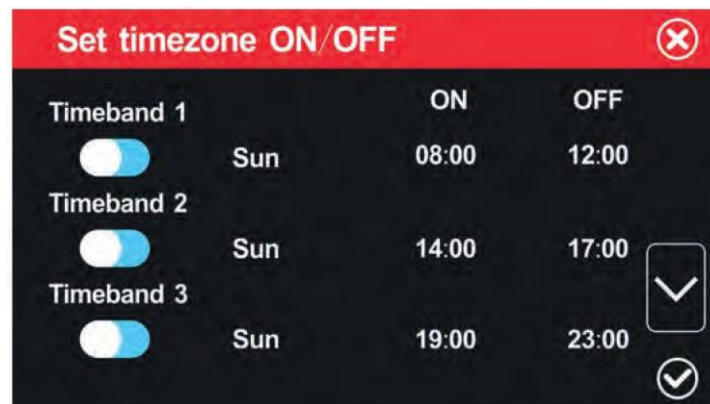 Set timezone ON/OFF
ON OFF
Timeband 1
Sun 08:00 12:00
Timeband 2
Sun 14:00 17:00
Timeband 3
Sun 19:00 23:00